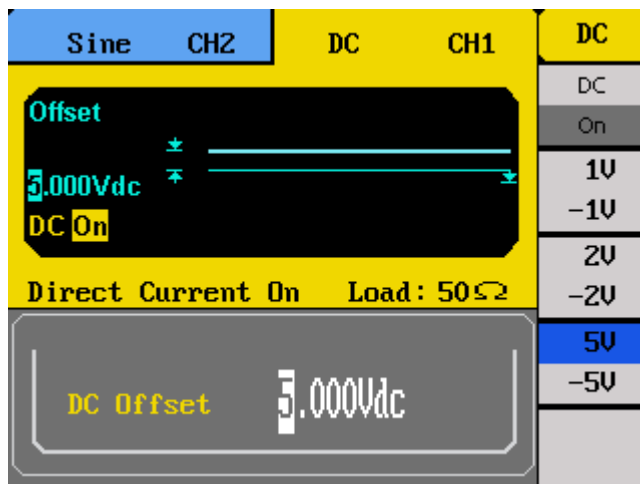 Sine CH2 DC CH1
Offset
5.000Vdc
DC On
Direct Current On Load: 50Ω
DC Offset 5.000Vdc
DC
DC
On
1V
-1V
2V
-2V
5V
-5V